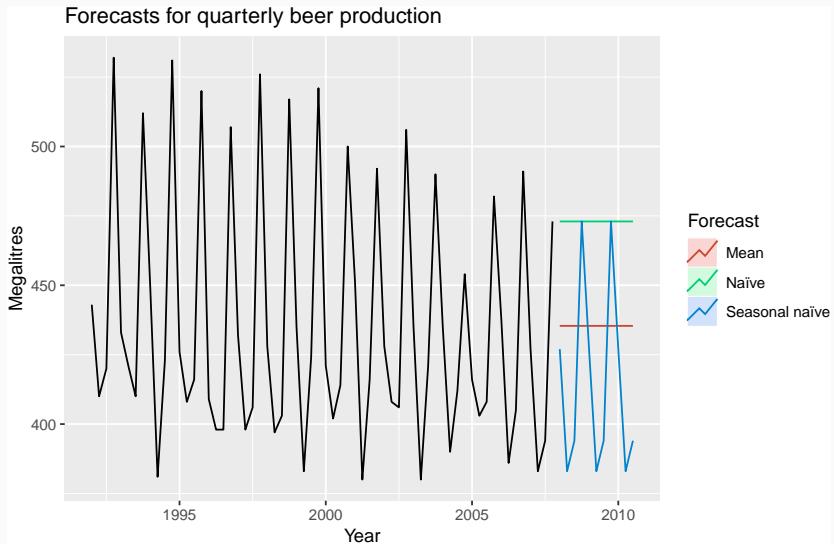 Forecasts for quarterly beer production
Megalitres
500
450
400
1995
2000
2005
2010
Year
Forecast
Mean
Naïve
Seasonal naïve